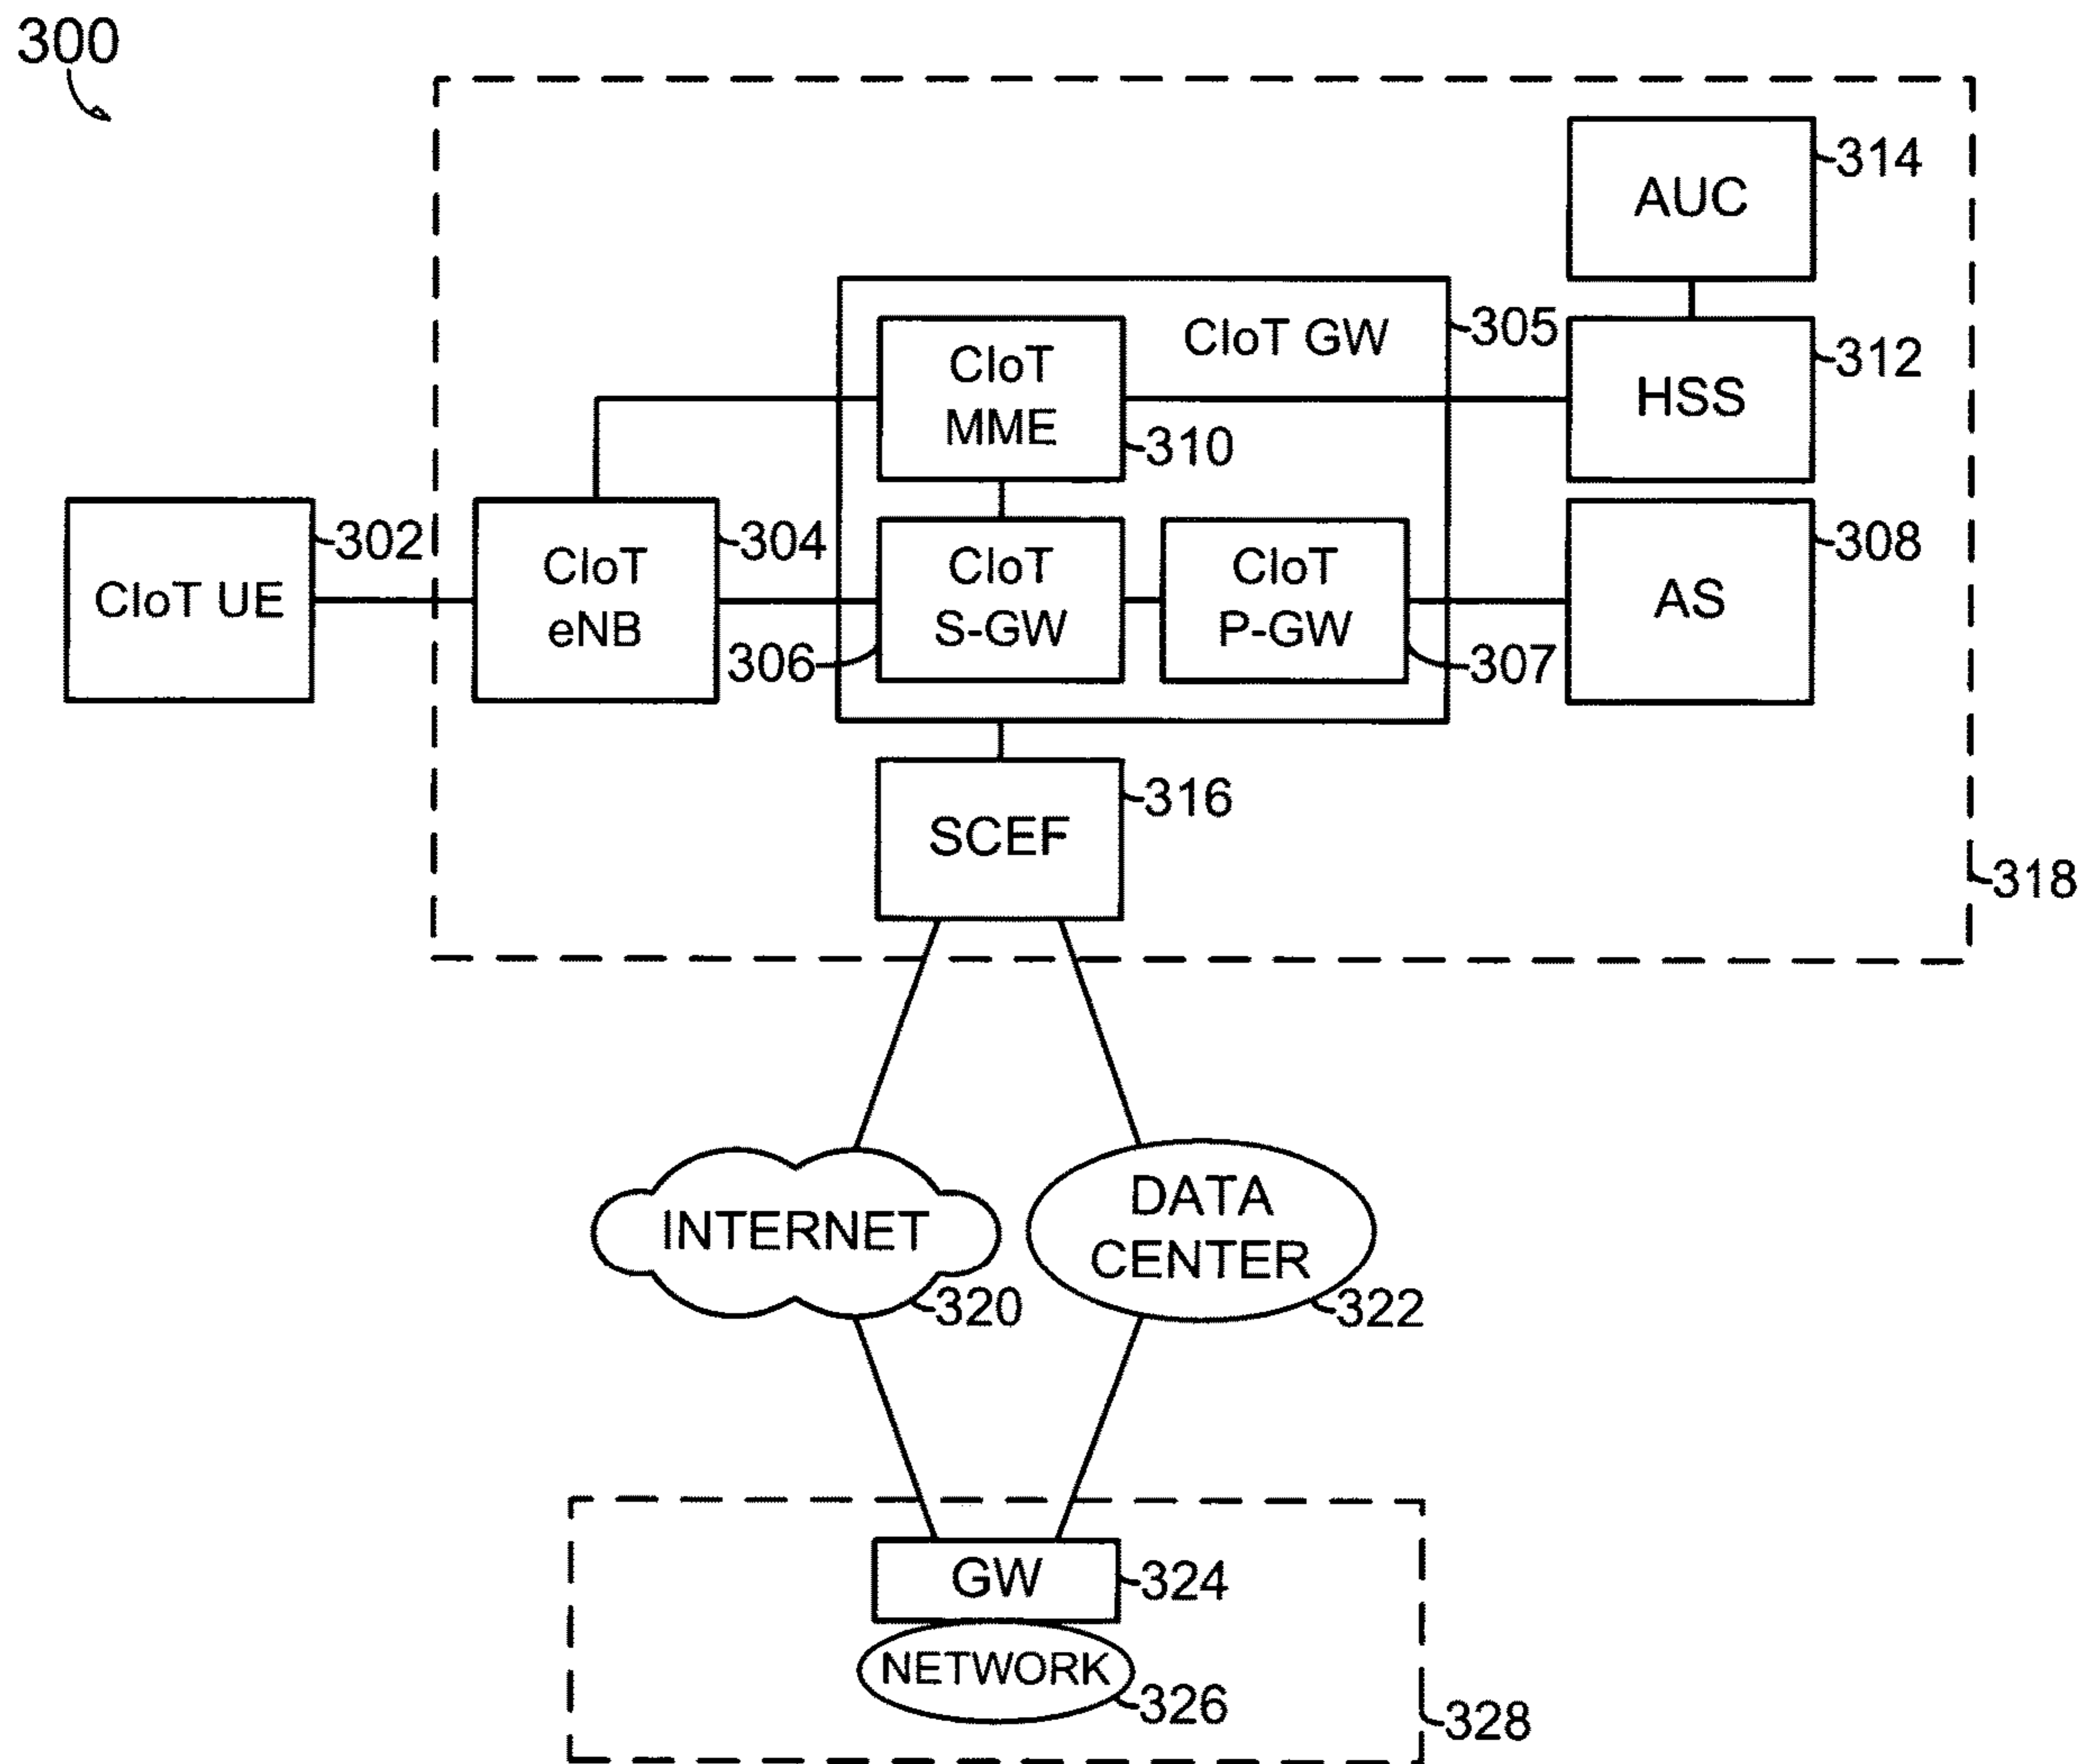 300
AUC
314
CIoT GW
305
CIoT
MME
310
HSS
312
CIoT UE
302
CIoT
eNB
304
CIoT
S-GW
306
CIoT
P-GW
307
AS
308
SCEF
316
318
INTERNET
320
DATA
CENTER
322
GW
324
NETWORK
326
328